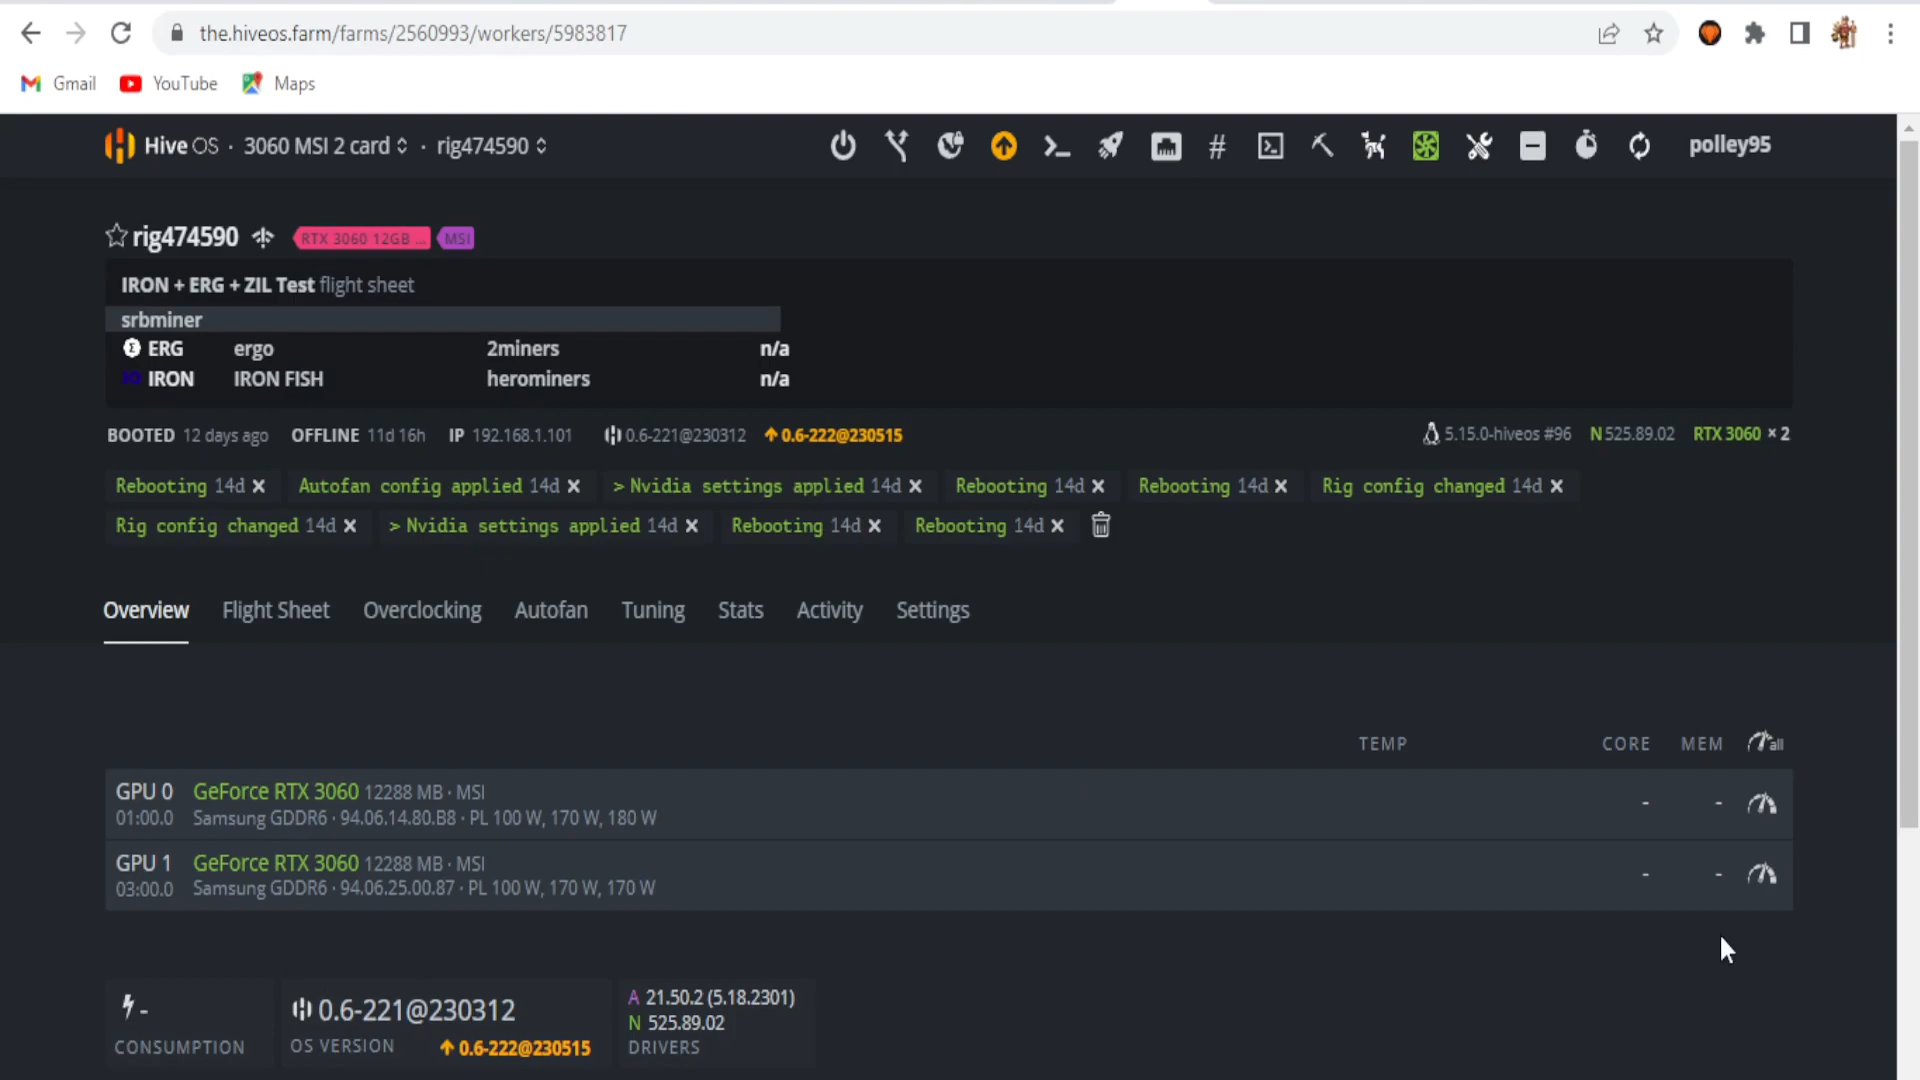 the.hiveos.farm/farms/2560993/workers/5983817
Gmail YouTube Maps
Hive OS · 3060 MSI 2 card · rig474590 polley95
rig474590 RTX 3060 12GB ... MSI
IRON + ERG + ZIL Test flight sheet
srbminer
ERG ergo 2miners n/a
IRON IRON FISH herominers n/a
BOOTED 12 days ago OFFLINE 11d 16h IP 192.168.1.101 0.6-221@230312 0.6-222@230515 5.15.0-hiveos #96 N 525.89.02 RTX 3060 × 2
Rebooting 14d × Autofan config applied 14d × > Nvidia settings applied 14d × Rebooting 14d × Rebooting 14d × Rig config changed 14d ×
Rig config changed 14d × > Nvidia settings applied 14d × Rebooting 14d × Rebooting 14d ×
Overview Flight Sheet Overclocking Autofan Tuning Stats Activity Settings
TEMP CORE MEM all
GPU 0 GeForce RTX 3060 12288 MB · MSI
01:00.0 Samsung GDDR6 · 94.06.14.80.B8 · PL 100 W, 170 W, 180 W - -
GPU 1 GeForce RTX 3060 12288 MB · MSI
03:00.0 Samsung GDDR6 · 94.06.25.00.87 · PL 100 W, 170 W, 170 W - -
-
CONSUMPTION
0.6-221@230312
OS VERSION 0.6-222@230515
A 21.50.2 (5.18.2301)
N 525.89.02
DRIVERS